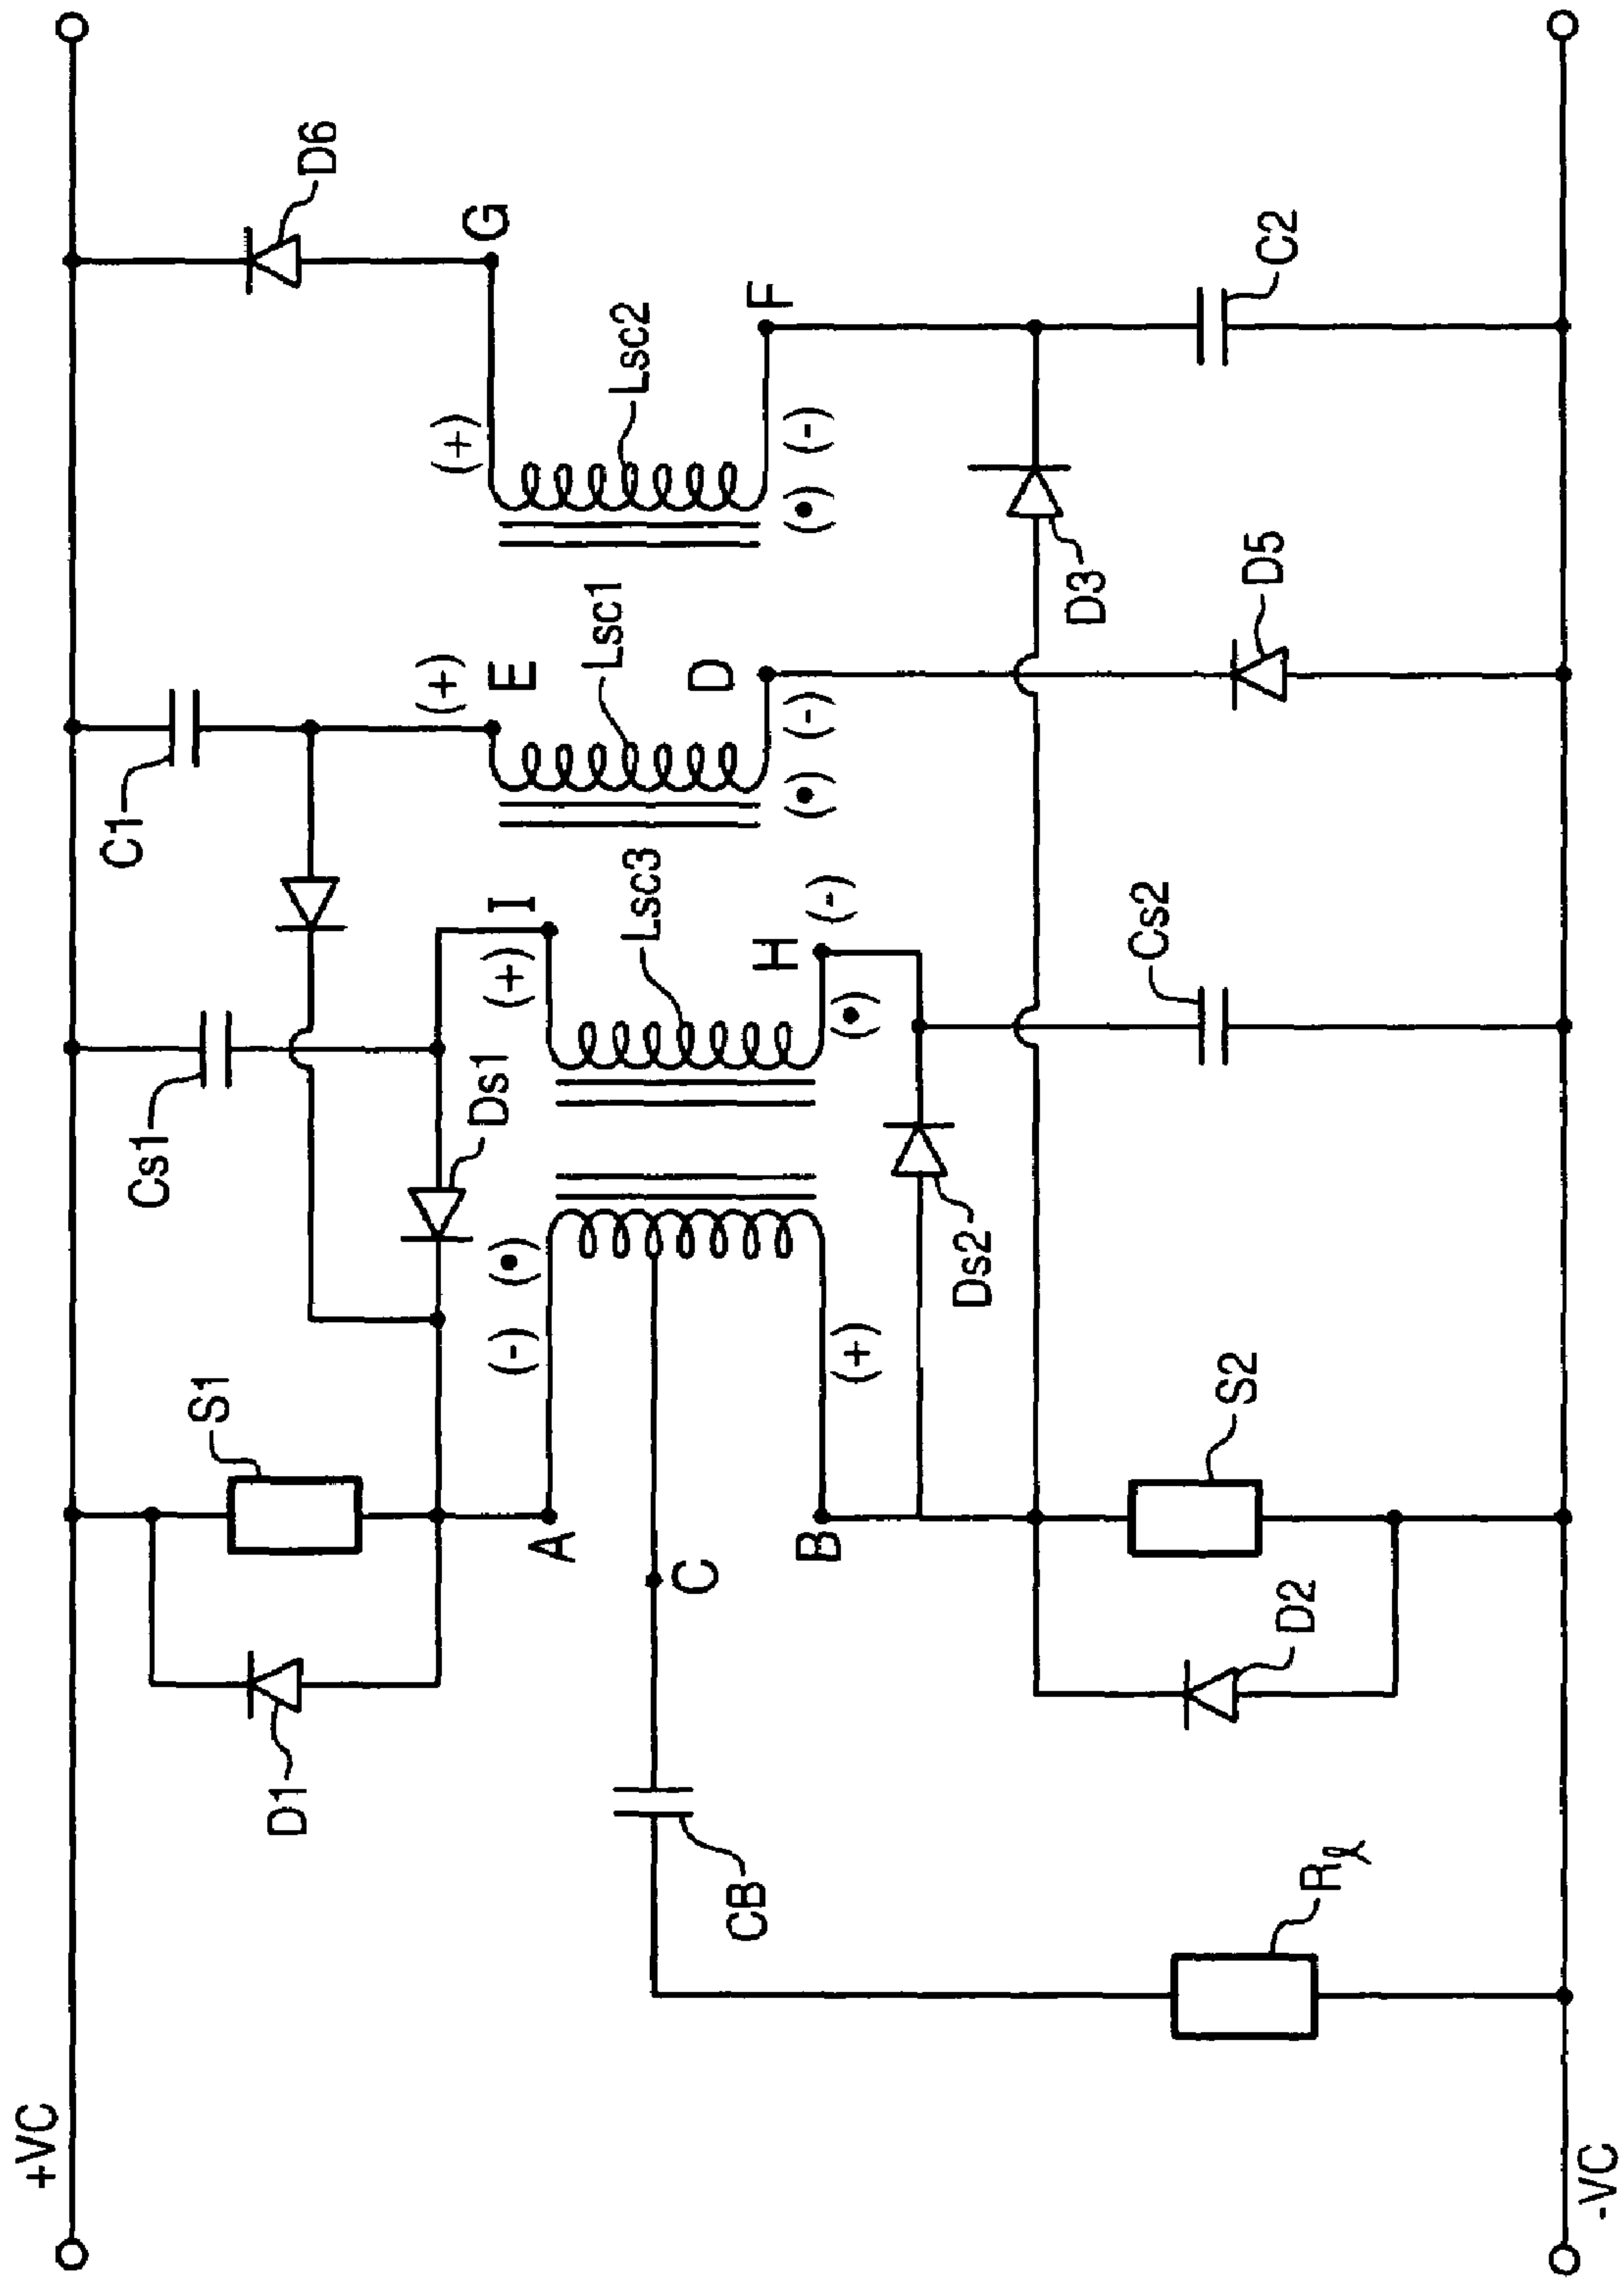 +VC
D1
S1
Cs1
C1
D6
Ds1
(-)
(•)
(+)
I
(+)
E
(+)
G
A
Lsc3
Lsc1
Lsc2
C
CB
B
(+)
H
(-)
(•)
D
(-)
(•)
F
(-)
(•)
Ds2
D3
Rℓ
D2
S2
Cs2
D5
C2
-VC